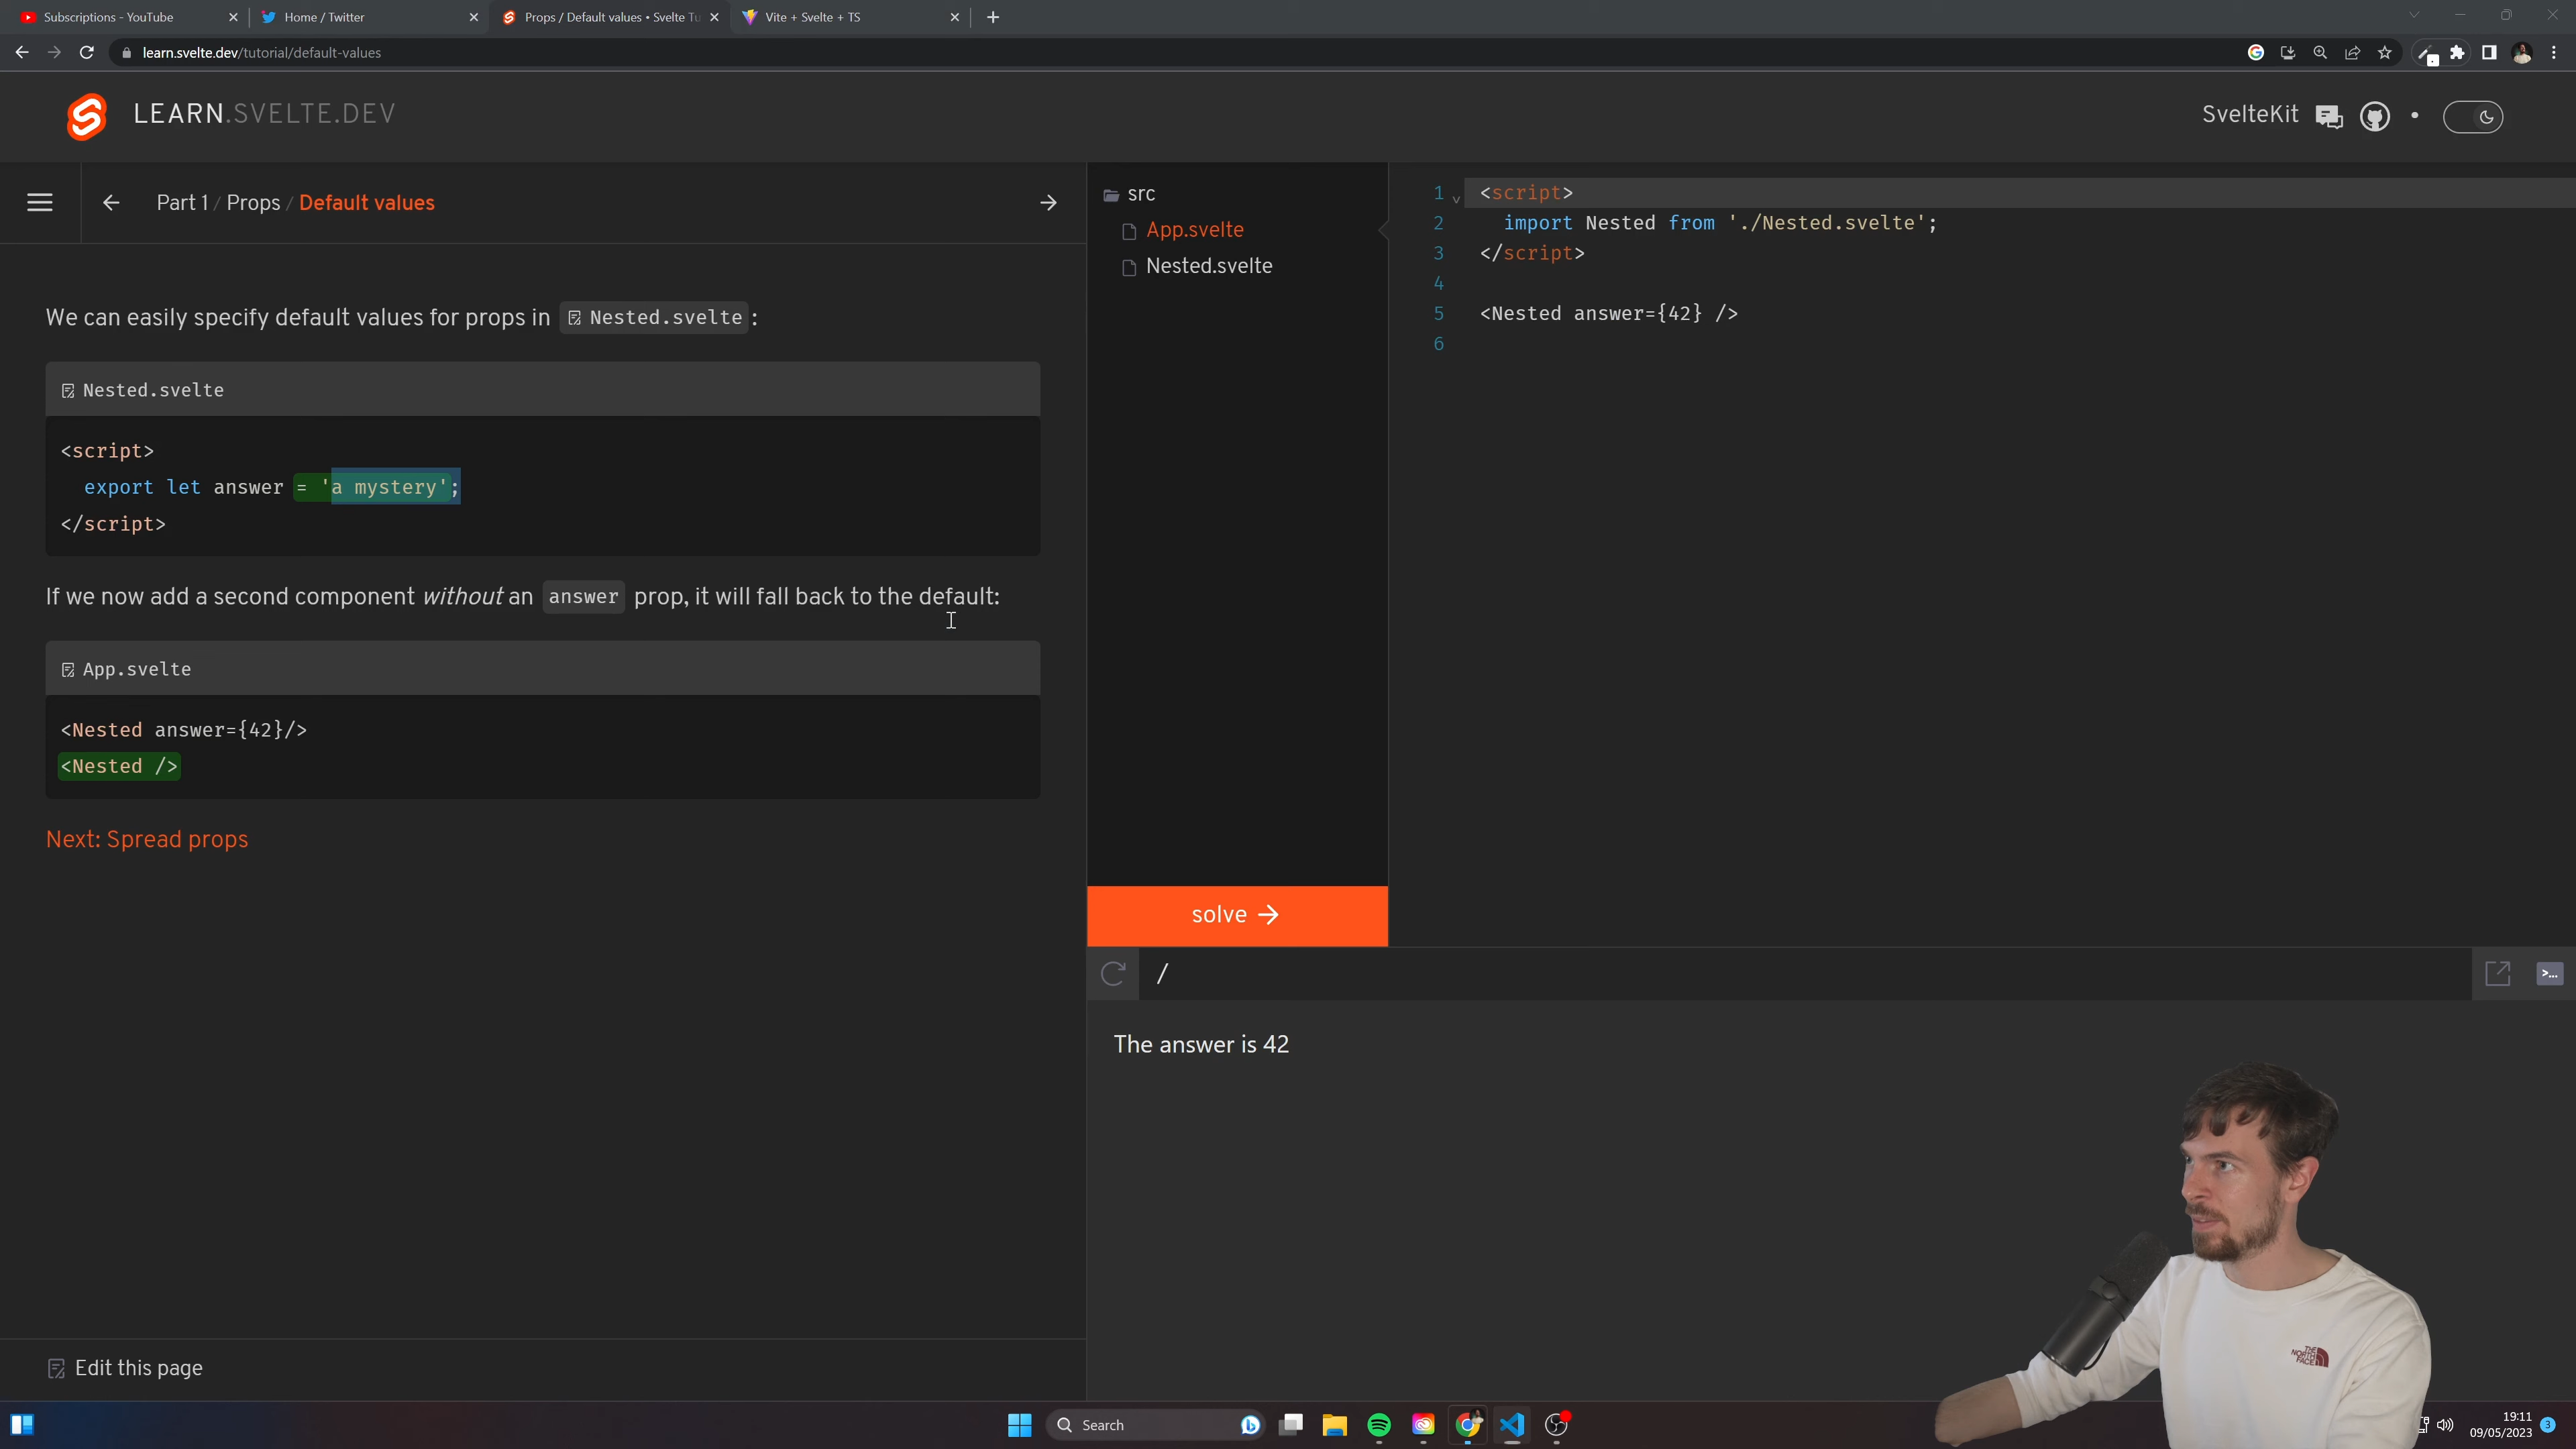 Subscriptions - YouTube
Home / Twitter
Props / Default values • Svelte Tu
Vite + Svelte + TS
learn.svelte.dev/tutorial/default-values
LEARN.SVELTE.DEV
SvelteKit
Part 1 / Props / Default values
We can easily specify default values for props in Nested.svelte :
Nested.svelte
<script>
export let answer = 'a mystery';
</script>
If we now add a second component without an answer prop, it will fall back to the default:
App.svelte
<Nested answer={42}/>
<Nested />
Next: Spread props
Edit this page
src
App.svelte
Nested.svelte
solve
1 <script>
2 import Nested from './Nested.svelte';
3 </script>
4
5 <Nested answer={42} />
6
/
>...
The answer is 42
THE NORTH FACE
Search
19:11
09/05/2023
3